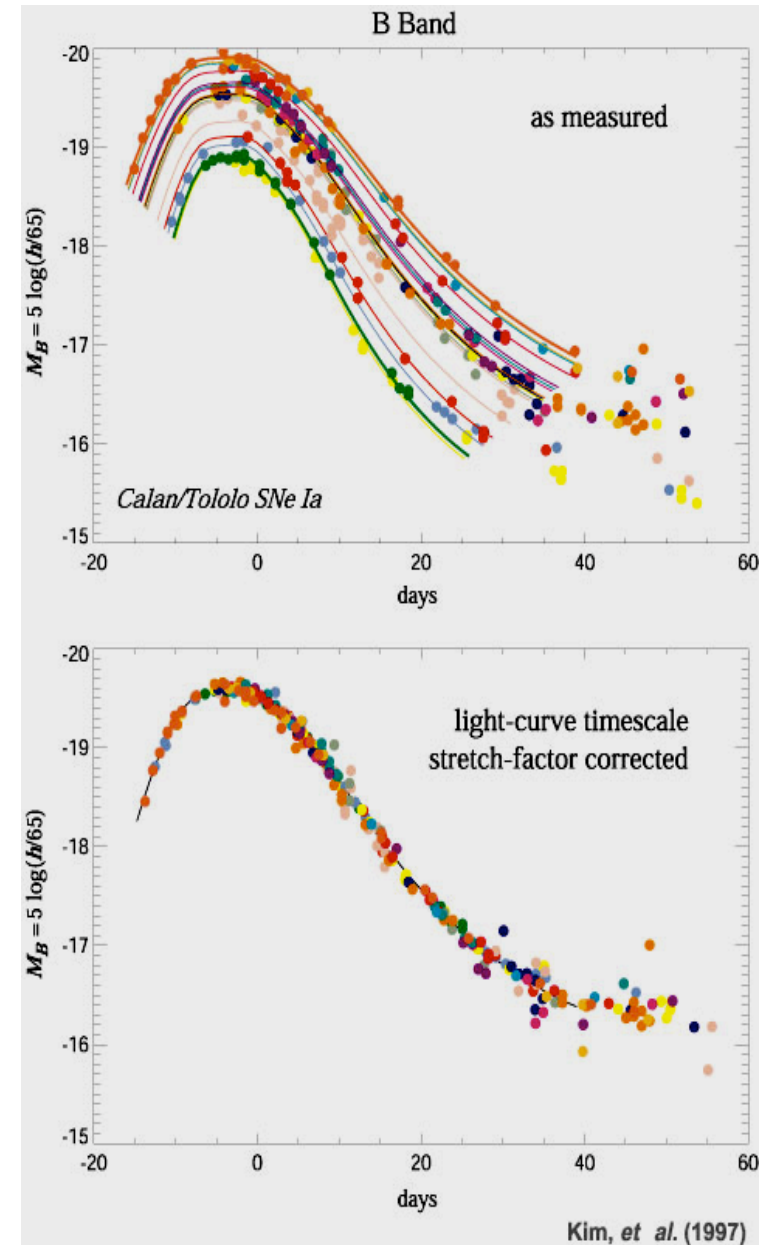 B Band
as measured
Calan/Tololo SNe Ia
M_B = 5 log(h/65)
-20
-19
-18
-17
-16
-15
-20
0
20
40
60
days
light-curve timescale
stretch-factor corrected
M_B = 5 log(h/65)
-20
-19
-18
-17
-16
-15
-20
0
20
40
60
days
Kim, et al. (1997)